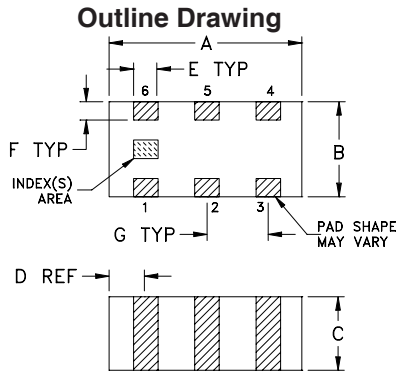 Outline Drawing
A
E TYP
6 5 4
F TYP
B
INDEX(S)
AREA
1 2 3
G TYP
PAD SHAPE
MAY VARY
D REF
C